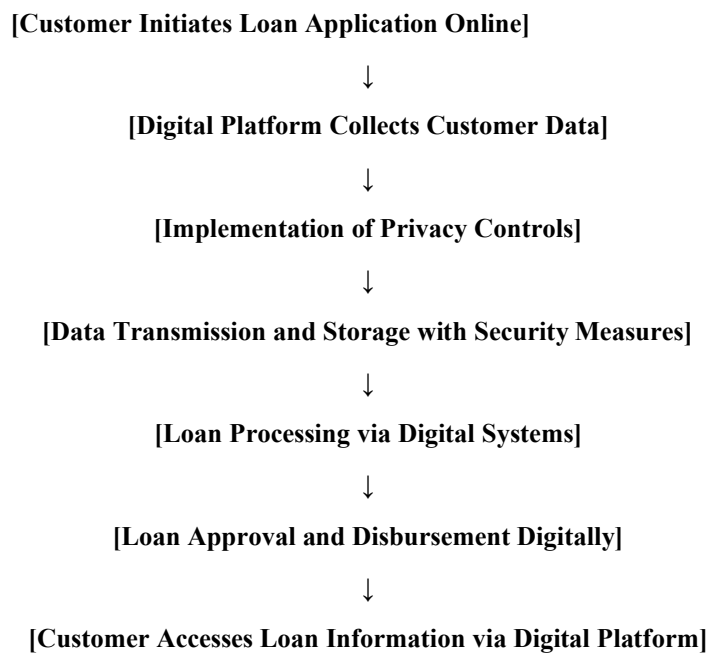 [Customer Initiates Loan Application Online]
↓
[Digital Platform Collects Customer Data]
↓
[Implementation of Privacy Controls]
↓
[Data Transmission and Storage with Security Measures]
↓
[Loan Processing via Digital Systems]
↓
[Loan Approval and Disbursement Digitally]
↓
[Customer Accesses Loan Information via Digital Platform]